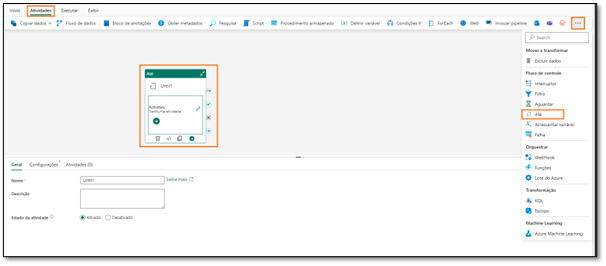 Início Atividades Executar Exibir
Copiar dados Fluxo de dados Bloco de anotações Obter metadados Pesquisa Script Procedimento armazenado Definir variável Condições If ForEach Web Invocar pipeline
Search
Mover e transformar
Excluir dados
Fluxo de controle
Interruptor
Filtro
Aguardar
Até
Acrescentar variável
Falha
Orquestrar
WebHook
Funções
Lote do Azure
Transformação
KQL
Escopo
Machine Learning
Azure Machine Learning
Até
Until1
Activities
Nenhuma atividade
Geral Configurações Atividades (0)
Nome * Until1 Saiba mais
Descrição
Estado da atividade Ativado Desativado